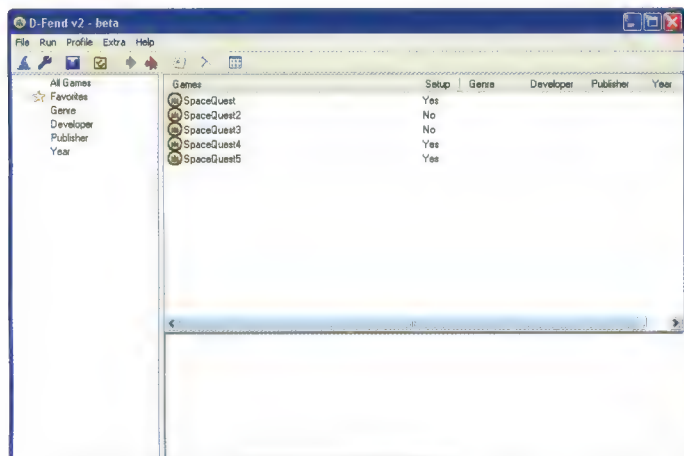 D-Fend v2 - beta
File Run Profile Extra Help
All Games
Favorites
Genre
Developer
Publisher
Year
Games Setup Genre Developer Publisher Year
SpaceQuest Yes
SpaceQuest2 No
SpaceQuest3 No
SpaceQuest4 Yes
SpaceQuest5 Yes